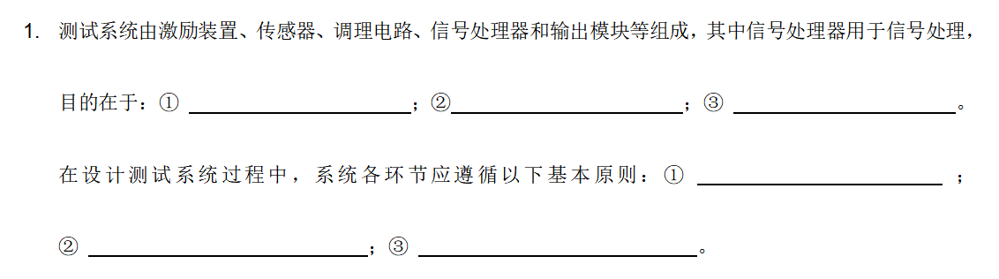 1. 测试系统由激励装置、传感器、调理电路、信号处理器和输出模块等组成，其中信号处理器用于信号处理，
目的在于：① ；② ；③ 。
在设计测试系统过程中，系统各环节应遵循以下基本原则：① ；
② ；③ 。